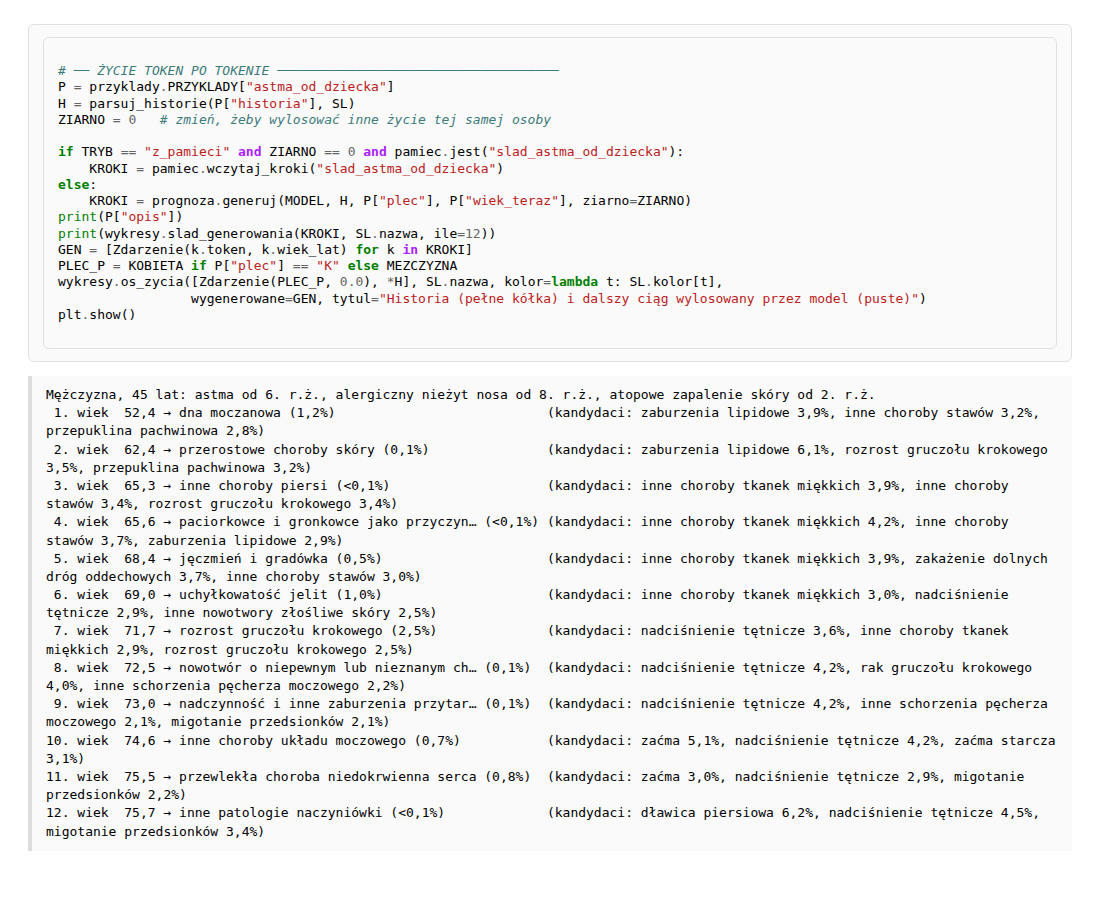 # ── ŻYCIE TOKEN PO TOKENIE ────────────────────────────────────
P = przyklady.PRZYKLADY["astma_od_dziecka"]
H = parsuj_historie(P["historia"], SL)
ZIARNO = 0   # zmień, żeby wylosować inne życie tej samej osoby
if TRYB == "z_pamieci" and ZIARNO == 0 and pamiec.jest("slad_astma_od_dziecka"):
    KROKI = pamiec.wczytaj_kroki("slad_astma_od_dziecka")
else:
    KROKI = prognoza.generuj(MODEL, H, P["plec"], P["wiek_teraz"], ziarno=ZIARNO)
print(P["opis"])
print(wykresy.slad_generowania(KROKI, SL.nazwa, ile=12))
GEN = [Zdarzenie(k.token, k.wiek_lat) for k in KROKI]
PLEC_P = KOBIETA if P["plec"] == "K" else MEZCZYZNA
wykresy.os_zycia([Zdarzenie(PLEC_P, 0.0), *H], SL.nazwa, kolor=lambda t: SL.kolor[t],
                 wygenerowane=GEN, tytul="Historia (pełne kółka) i dalszy ciąg wylosowany przez model (puste)")
plt.show()
Mężczyzna, 45 lat: astma od 6. r.ż., alergiczny nieżyt nosa od 8. r.ż., atopowe zapalenie skóry od 2. r.ż.
 1. wiek  52,4 → dna moczanowa (1,2%)                           (kandydaci: zaburzenia lipidowe 3,9%, inne choroby stawów 3,2%,
przepuklina pachwinowa 2,8%)
 2. wiek  62,4 → przerostowe choroby skóry (0,1%)               (kandydaci: zaburzenia lipidowe 6,1%, rozrost gruczołu krokowego
3,5%, przepuklina pachwinowa 3,2%)
 3. wiek  65,3 → inne choroby piersi (<0,1%)                    (kandydaci: inne choroby tkanek miękkich 3,9%, inne choroby
stawów 3,4%, rozrost gruczołu krokowego 3,4%)
 4. wiek  65,6 → paciorkowce i gronkowce jako przyczyn… (<0,1%) (kandydaci: inne choroby tkanek miękkich 4,2%, inne choroby
stawów 3,7%, zaburzenia lipidowe 2,9%)
 5. wiek  68,4 → jęczmień i gradówka (0,5%)                     (kandydaci: inne choroby tkanek miękkich 3,9%, zakażenie dolnych
dróg oddechowych 3,7%, inne choroby stawów 3,0%)
 6. wiek  69,0 → uchyłkowatość jelit (1,0%)                     (kandydaci: inne choroby tkanek miękkich 3,0%, nadciśnienie
tętnicze 2,9%, inne nowotwory złośliwe skóry 2,5%)
 7. wiek  71,7 → rozrost gruczołu krokowego (2,5%)              (kandydaci: nadciśnienie tętnicze 3,6%, inne choroby tkanek
miękkich 2,9%, rozrost gruczołu krokowego 2,5%)
 8. wiek  72,5 → nowotwór o niepewnym lub nieznanym ch… (0,1%)  (kandydaci: nadciśnienie tętnicze 4,2%, rak gruczołu krokowego
4,0%, inne schorzenia pęcherza moczowego 2,2%)
 9. wiek  73,0 → nadczynność i inne zaburzenia przytar… (0,1%)  (kandydaci: nadciśnienie tętnicze 4,2%, inne schorzenia pęcherza
moczowego 2,1%, migotanie przedsionków 2,1%)
10. wiek  74,6 → inne choroby układu moczowego (0,7%)           (kandydaci: zaćma 5,1%, nadciśnienie tętnicze 4,2%, zaćma starcza
3,1%)
11. wiek  75,5 → przewlekła choroba niedokrwienna serca (0,8%)  (kandydaci: zaćma 3,0%, nadciśnienie tętnicze 2,9%, migotanie
przedsionków 2,2%)
12. wiek  75,7 → inne patologie naczyniówki (<0,1%)             (kandydaci: dławica piersiowa 6,2%, nadciśnienie tętnicze 4,5%,
migotanie przedsionków 3,4%)